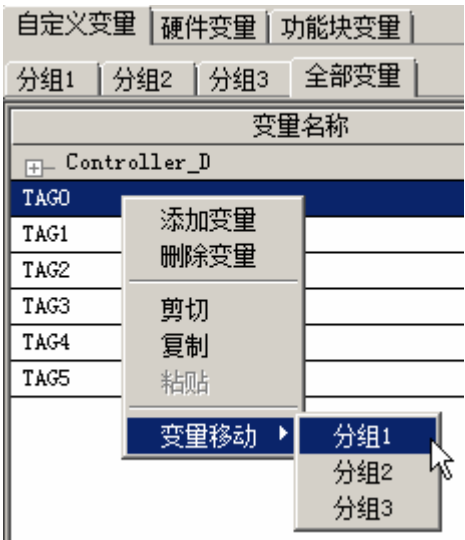 自定义变量 硬件变量 功能块变量
分组1 分组2 分组3 全部变量
变量名称
Controller_D
TAG0
TAG1
TAG2
TAG3
TAG4
TAG5
添加变量
删除变量
剪切
复制
粘贴
变量移动
分组1
分组2
分组3